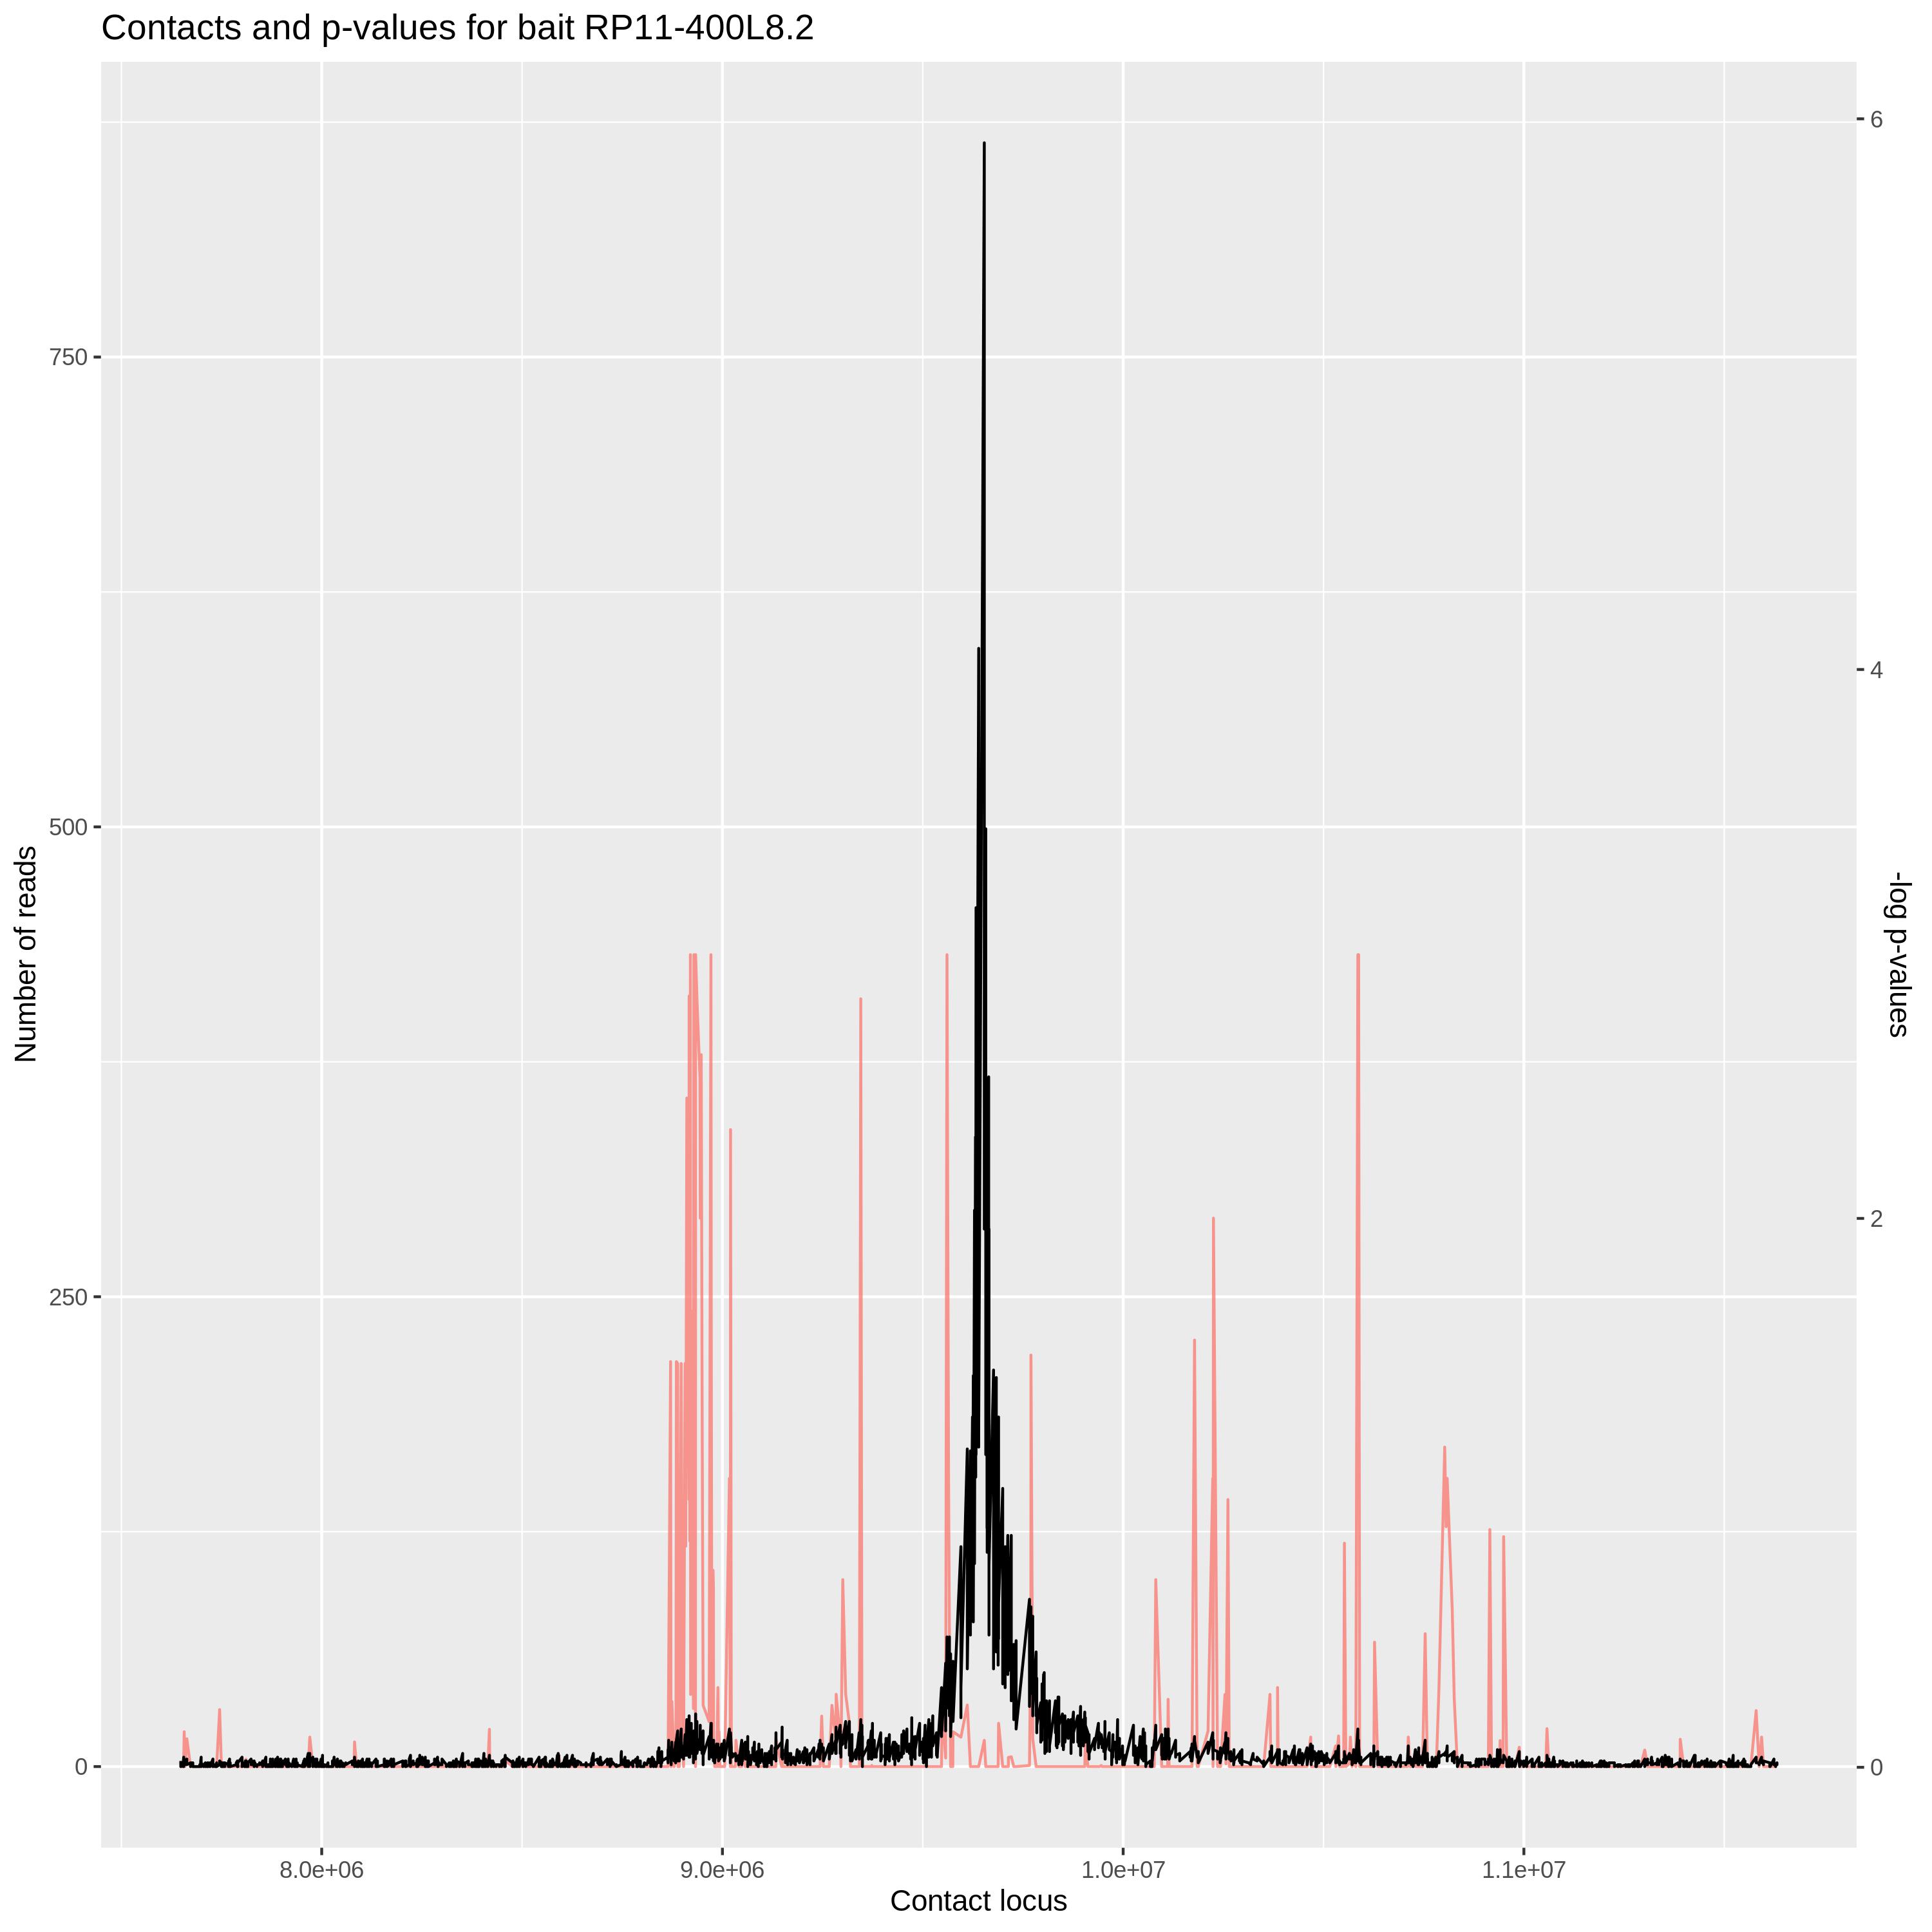 Contacts and p-values for bait RP11-400L8.2
6
750
4
500
Number of reads
-log p-values
2
250
0
0
8.0e+06 9.0e+06 1.0e+07 1.1e+07
Contact locus